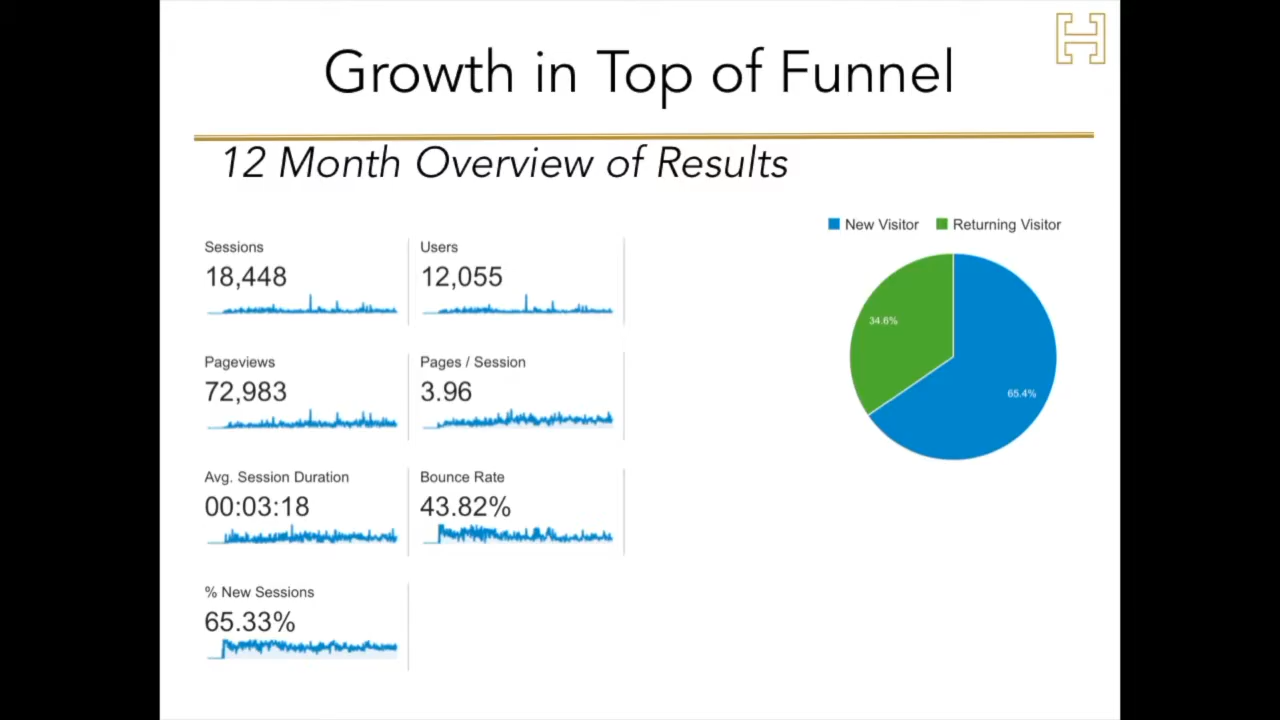 Growth in Top of Funnel
12 Month Overview of Results
New Visitor Returning Visitor
Sessions
18,448
Users
12,055
Pageviews
72,983
Pages / Session
3.96
Avg. Session Duration
00:03:18
Bounce Rate
43.82%
% New Sessions
65.33%
34.6%
65.4%